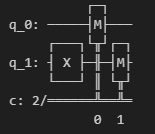 ┌─┐
q_0: ─────┤M├───
┌───┐└╥┘┌─┐
q_1: ┤ X ├─╫─┤M├
└───┘ ║ └╥┘
c: 2/══════╩══╩═
0 1